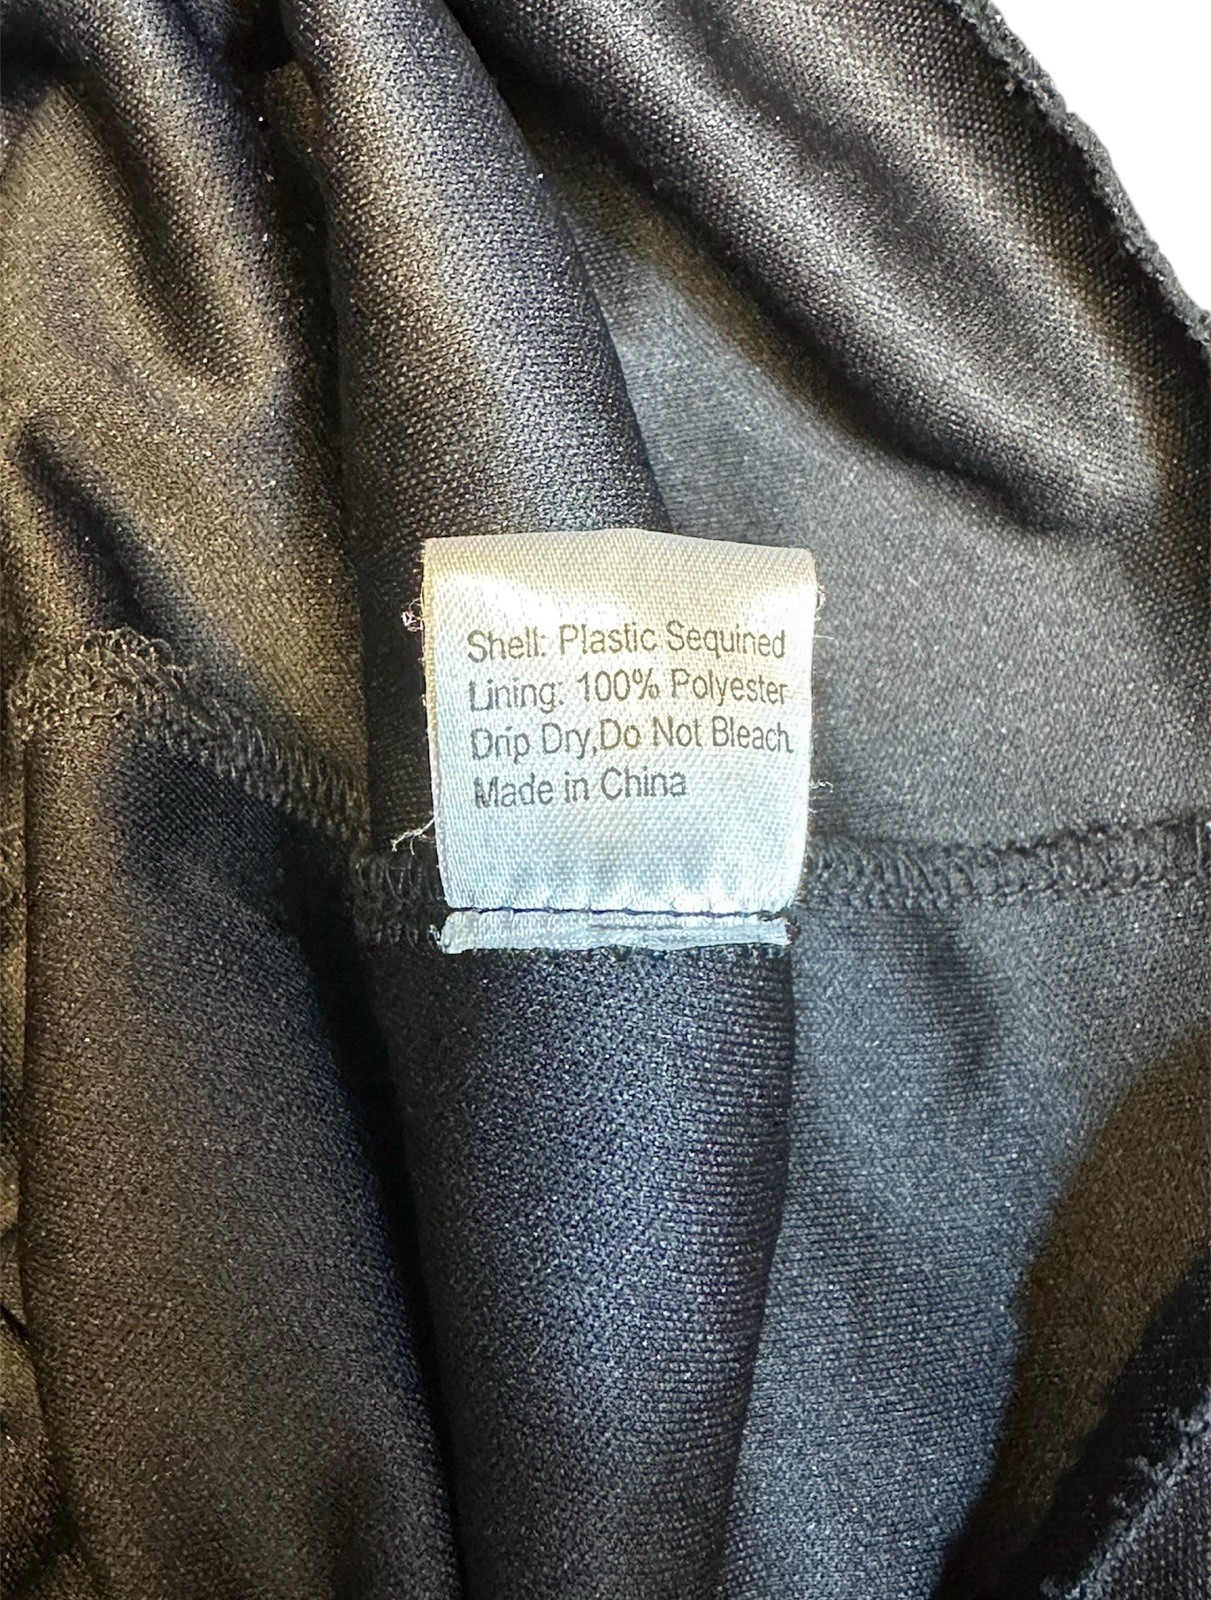 Shell: Plastic Sequined
Lining: 100% Polyester
Drip Dry,Do Not Bleach.
Made in China